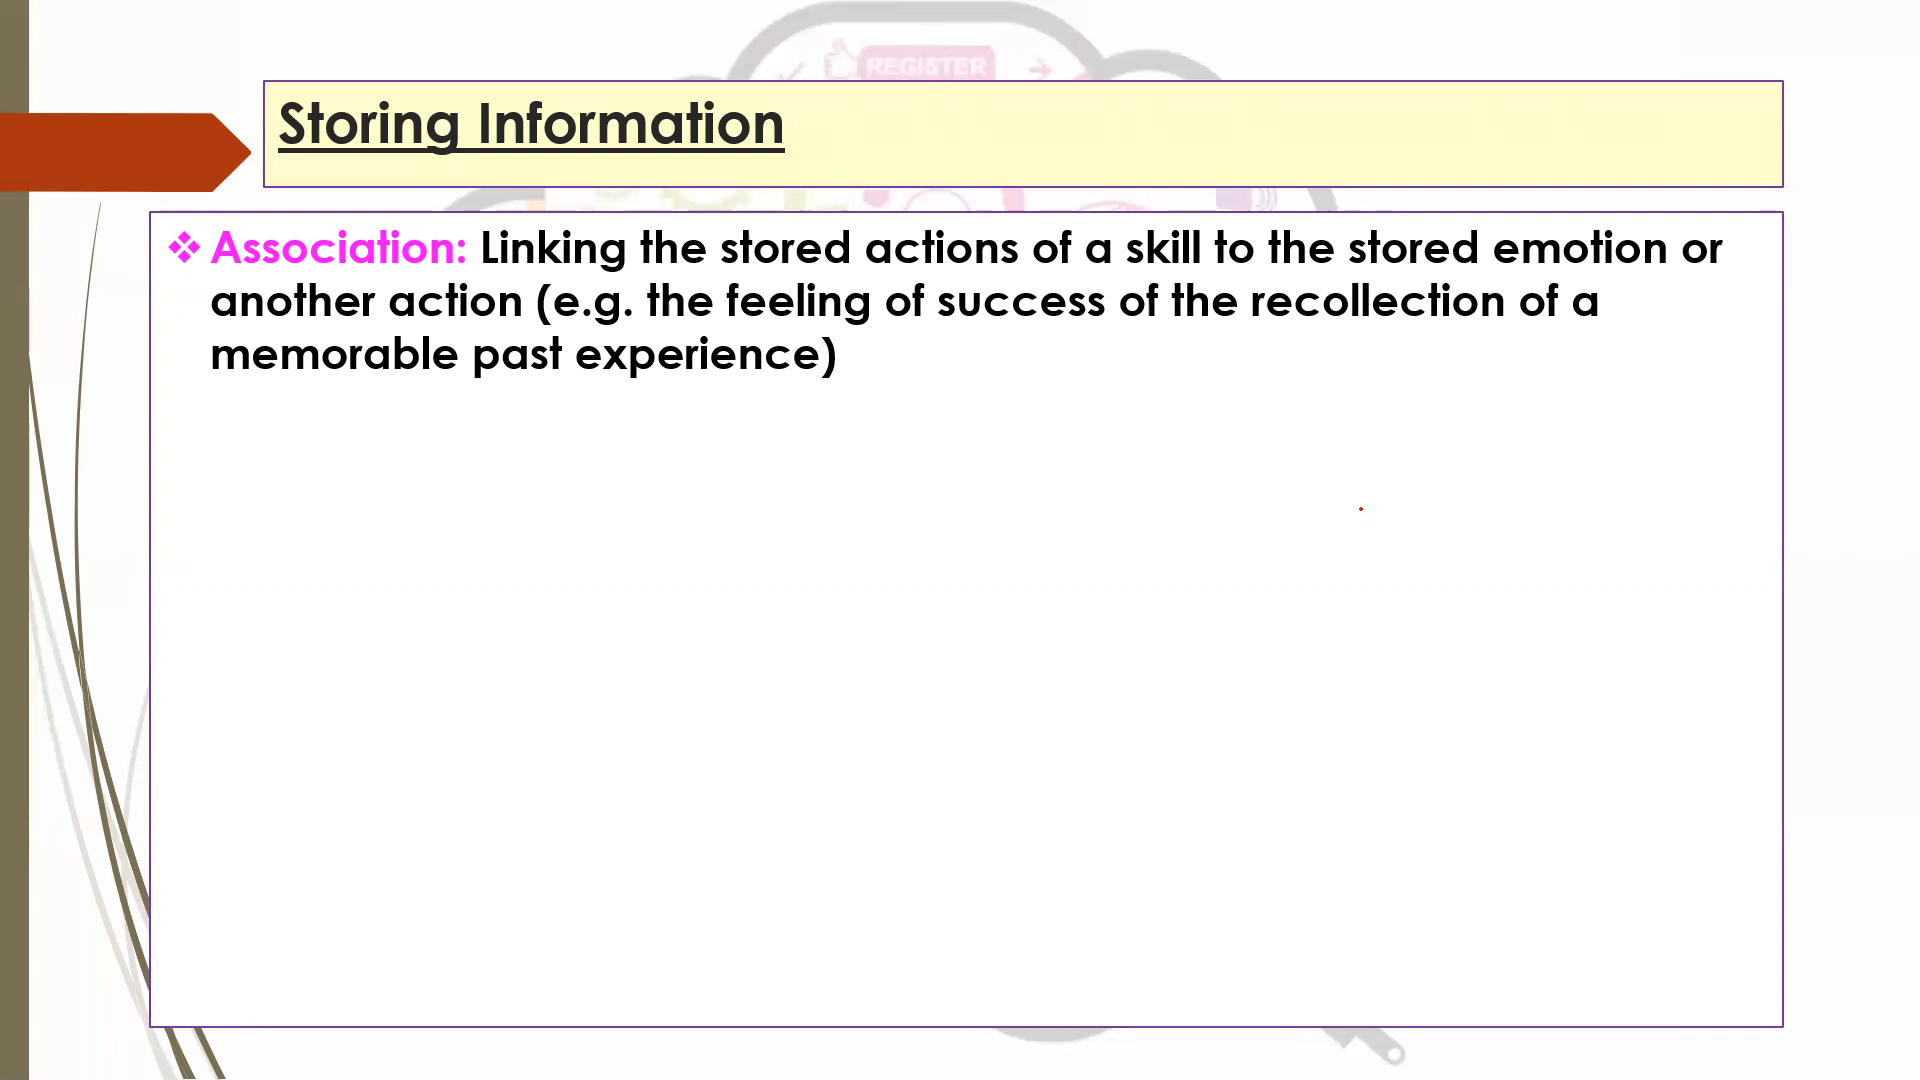 REGISTER
Storing Information
Association: Linking the stored actions of a skill to the stored emotion or
another action (e.g. the feeling of success of the recollection of a
memorable past experience)